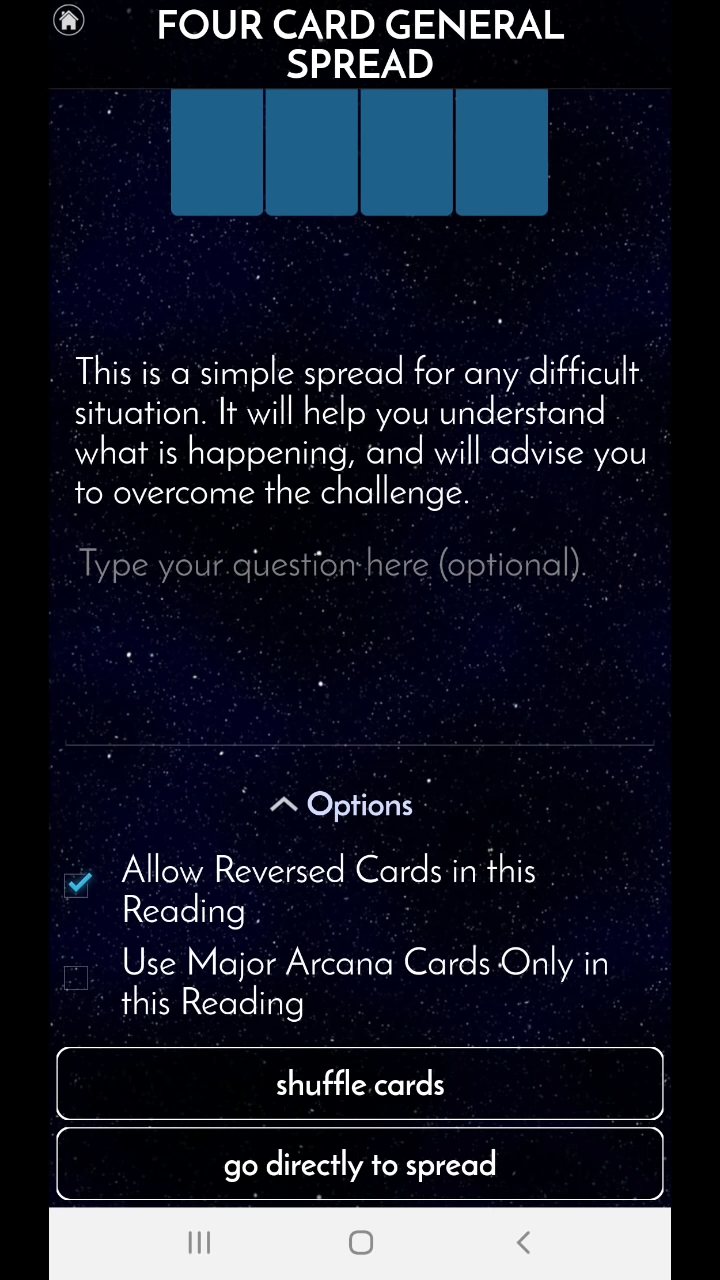 FOUR CARD GENERAL
SPREAD
This is a simple spread for any difficult
situation. It will help you understand
what is happening, and will advise you
to overcome the challenge.
Type your question here (optional).
Options
Allow Reversed Cards in this
Reading
Use Major Arcana Cards Only in
this Reading
shuffle cards
go directly to spread